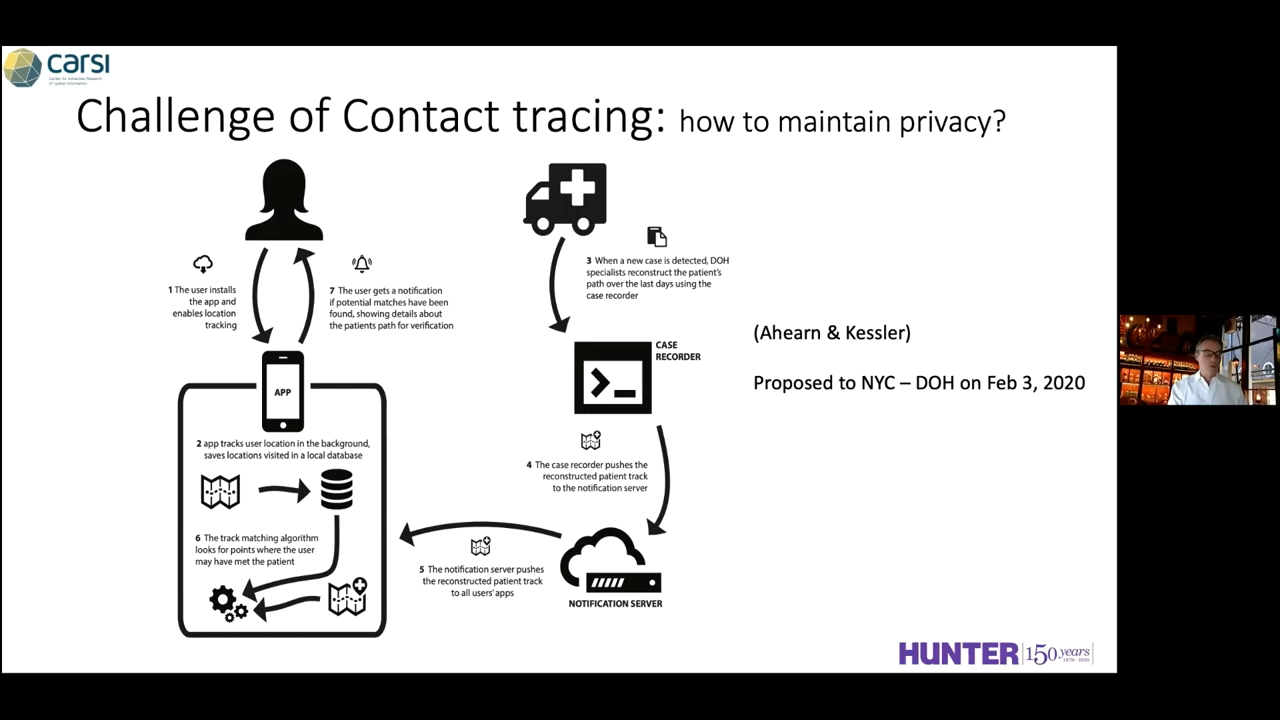 carsi
Center for Advanced Research
of Spatial Information
Challenge of Contact tracing: how to maintain privacy?
1 The user installs
the app and
enables location
tracking
7 The user gets a notification
if potential matches have been
found, showing details about
the patients path for verification
3 When a new case is detected, DOH
specialists reconstruct the patient's
path over the last days using the
case recorder
CASE
RECORDER
(Ahearn & Kessler)
Proposed to NYC – DOH on Feb 3, 2020
APP
2 app tracks user location in the background,
saves locations visited in a local database
4 The case recorder pushes the
reconstructed patient track
to the notification server
6 The track matching algorithm
looks for points where the user
may have met the patient
5 The notification server pushes
the reconstructed patient track
to all users' apps
NOTIFICATION SERVER
HUNTER 150 years
1870-2020